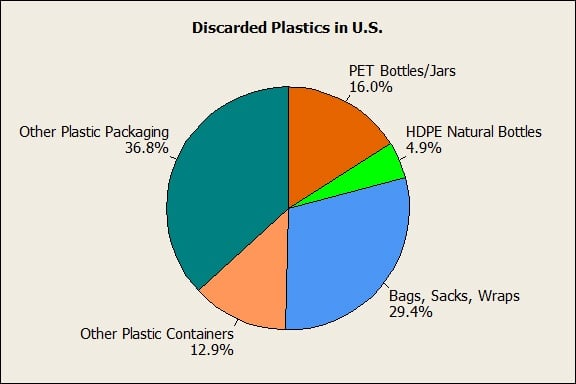 Discarded Plastics in U.S.
PET Bottles/Jars
16.0%
HDPE Natural Bottles
4.9%
Bags, Sacks, Wraps
29.4%
Other Plastic Containers
12.9%
Other Plastic Packaging
36.8%